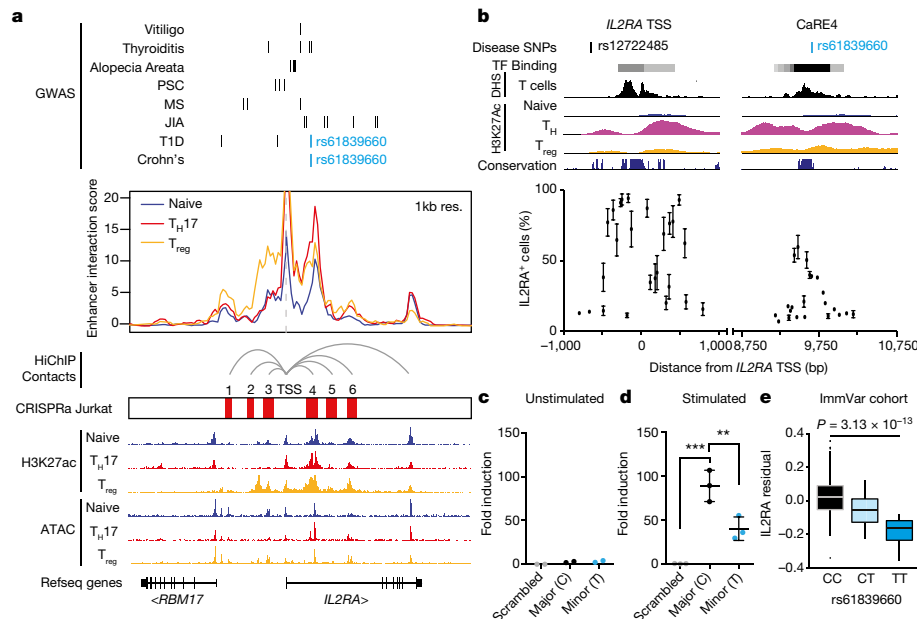 a
GWAS
Vitiligo
Thyroiditis
Alopecia Areata
PSC
MS
JIA
T1D
rs61839660
Crohn's
rs61839660
Enhancer interaction score
20
15
10
5
0
Naive
TH17
Treg
1kb res.
HiChIP
Contacts
1 2 3 TSS 4 5 6
CRISPRa Jurkat
H3K27ac
Naive
TH17
Treg
ATAC
Naive
TH17
Treg
Refseq genes
<RBM17
IL2RA>
b
IL2RA TSS
CaRE4
Disease SNPs
rs12722485
rs61839660
TF Binding
DHS
T cells
H3K27Ac
Naive
TH
Treg
Conservation
IL2RA+ cells (%)
100
50
0
–1,000 0 1,000 8,750 9,750 10,750
Distance from IL2RA TSS (bp)
c
Unstimulated
Fold induction
150
100
50
0
Scrambled
Major (C)
Minor (T)
d
Stimulated
Fold induction
150
100
50
0
***
**
Scrambled
Major (C)
Minor (T)
e
ImmVar cohort
P = 3.13 × 10–13
IL2RA residual
0.4
0.2
0.0
–0.2
–0.4
CC CT TT
rs61839660